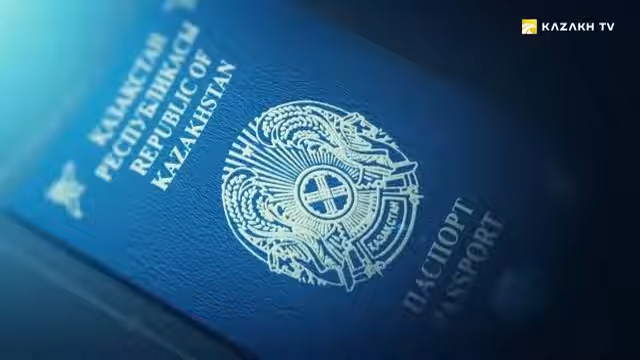 KAZAKH TV
ҚАЗАҚСТАН
РЕСПУБЛИКАСЫ
REPUBLIC OF
KAZAKHSTAN
ҚАЗАҚСТАН
ПАСПОРТ
PASSPORT